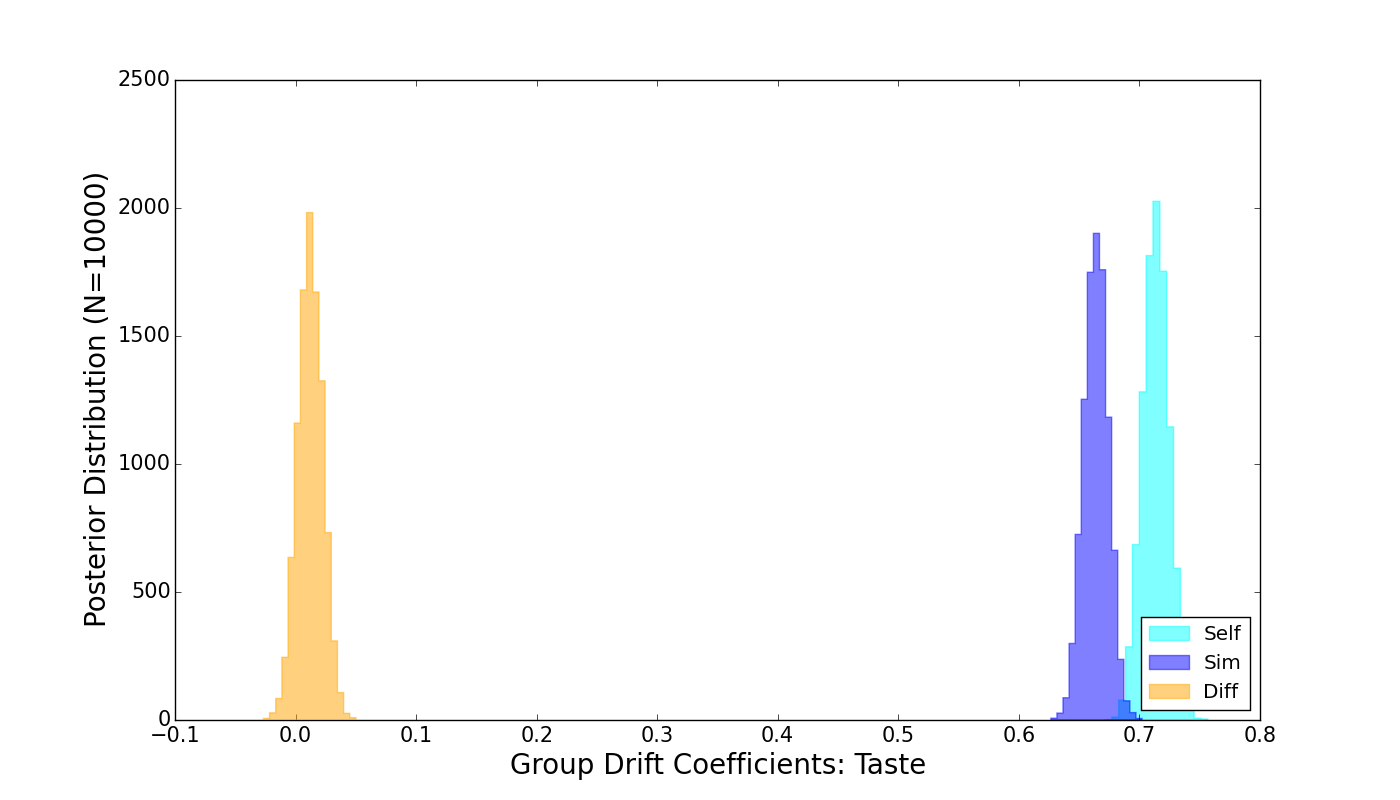 2500
2000
1500
1000
500
0
Posterior Distribution (N=10000)
−0.1 0.0 0.1 0.2 0.3 0.4 0.5 0.6 0.7 0.8
Group Drift Coefficients: Taste
Self
Sim
Diff